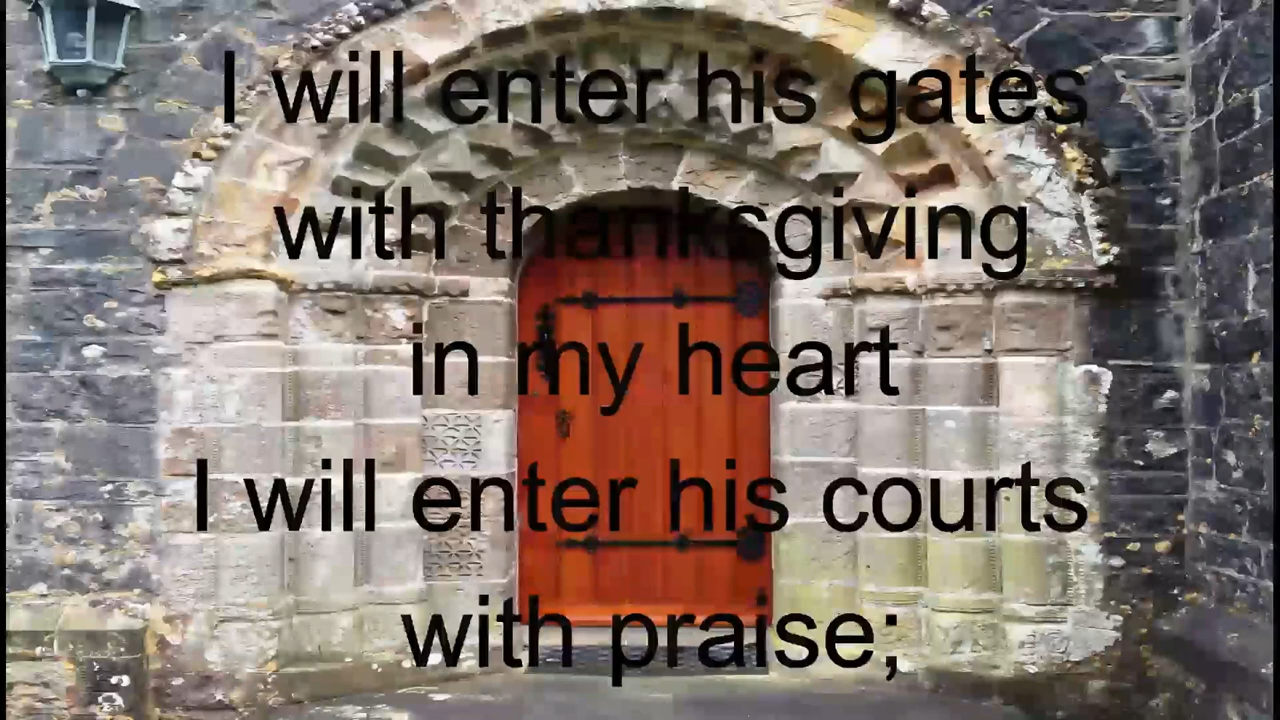 I will enter his gates
with thanksgiving
in my heart
I will enter his courts
with praise;